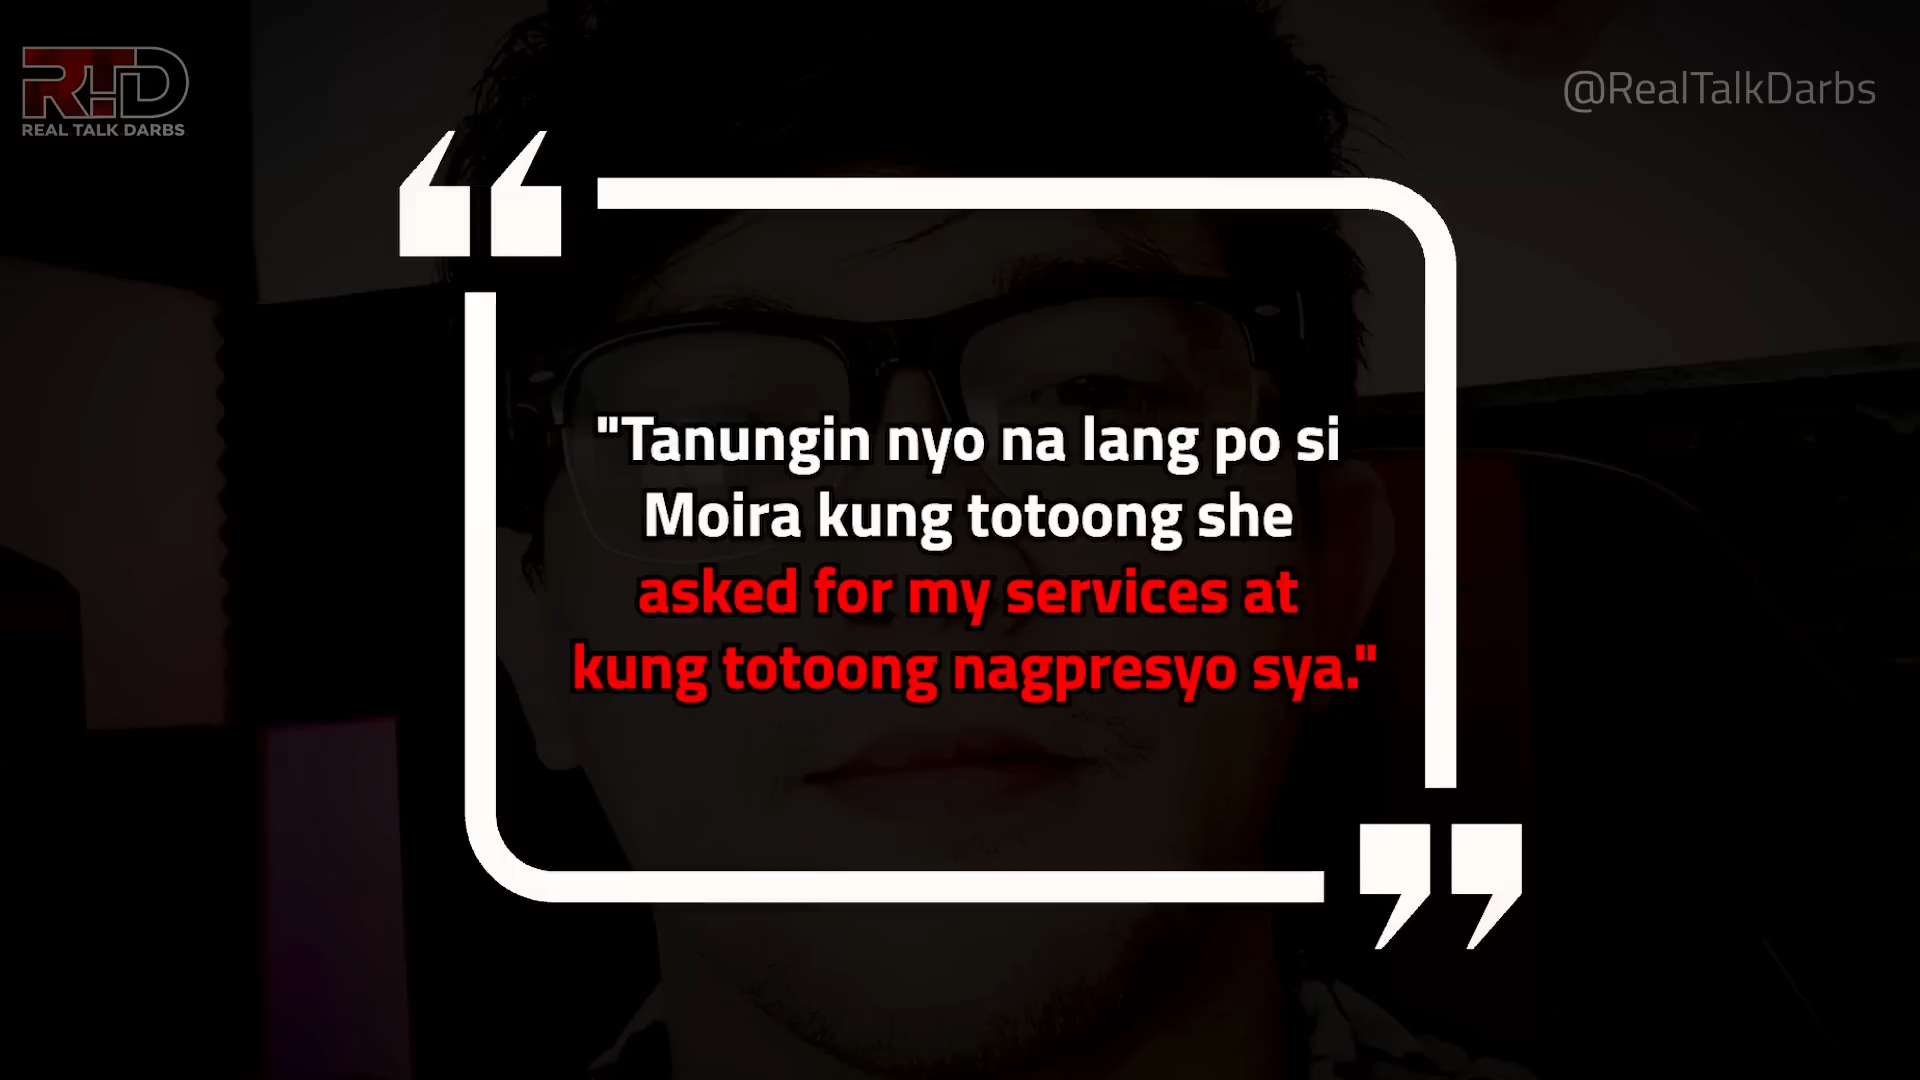 RTD
REAL TALK DARBS
@RealTalkDarbs
"Tanungin nyo na lang po si
Moira kung totoong she
asked for my services at
kung totoong nagpresyo sya."